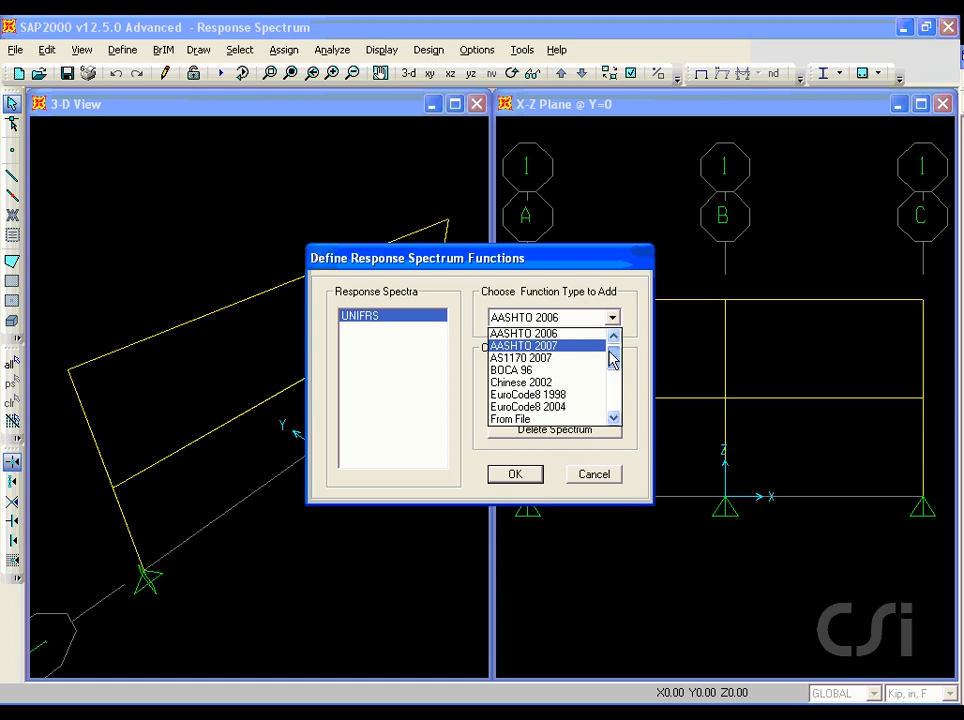 SAP2000 v12.5.0 Advanced - Response Spectrum
File Edit View Define BrIM Draw Select Assign Analyze Display Design Options Tools Help
3-d xy xz yz nv nd
3-D View
X-Z Plane @ Y=0
1 1 1
A B C
Define Response Spectrum Functions
Response Spectra
UNIFRS
Choose Function Type to Add
AASHTO 2006
AASHTO 2006
AASHTO 2007
AS1170 2007
BOCA 96
Chinese 2002
EuroCode8 1998
EuroCode8 2004
From File
Delete Spectrum
OK Cancel
all
ps
clr
Y
Z
X
CSi
X0.00 Y0.00 Z0.00
GLOBAL
Kip, in, F